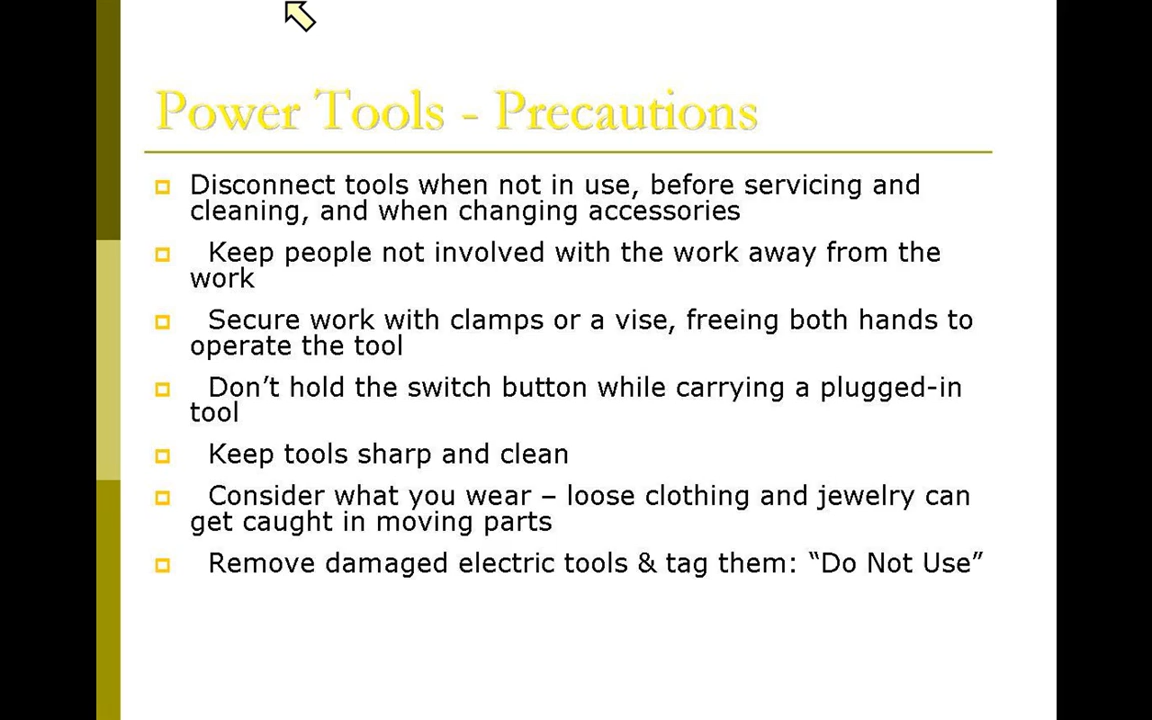 Power Tools - Precautions
Disconnect tools when not in use, before servicing and
cleaning, and when changing accessories
Keep people not involved with the work away from the
work
Secure work with clamps or a vise, freeing both hands to
operate the tool
Don’t hold the switch button while carrying a plugged-in
tool
Keep tools sharp and clean
Consider what you wear – loose clothing and jewelry can
get caught in moving parts
Remove damaged electric tools & tag them: “Do Not Use”